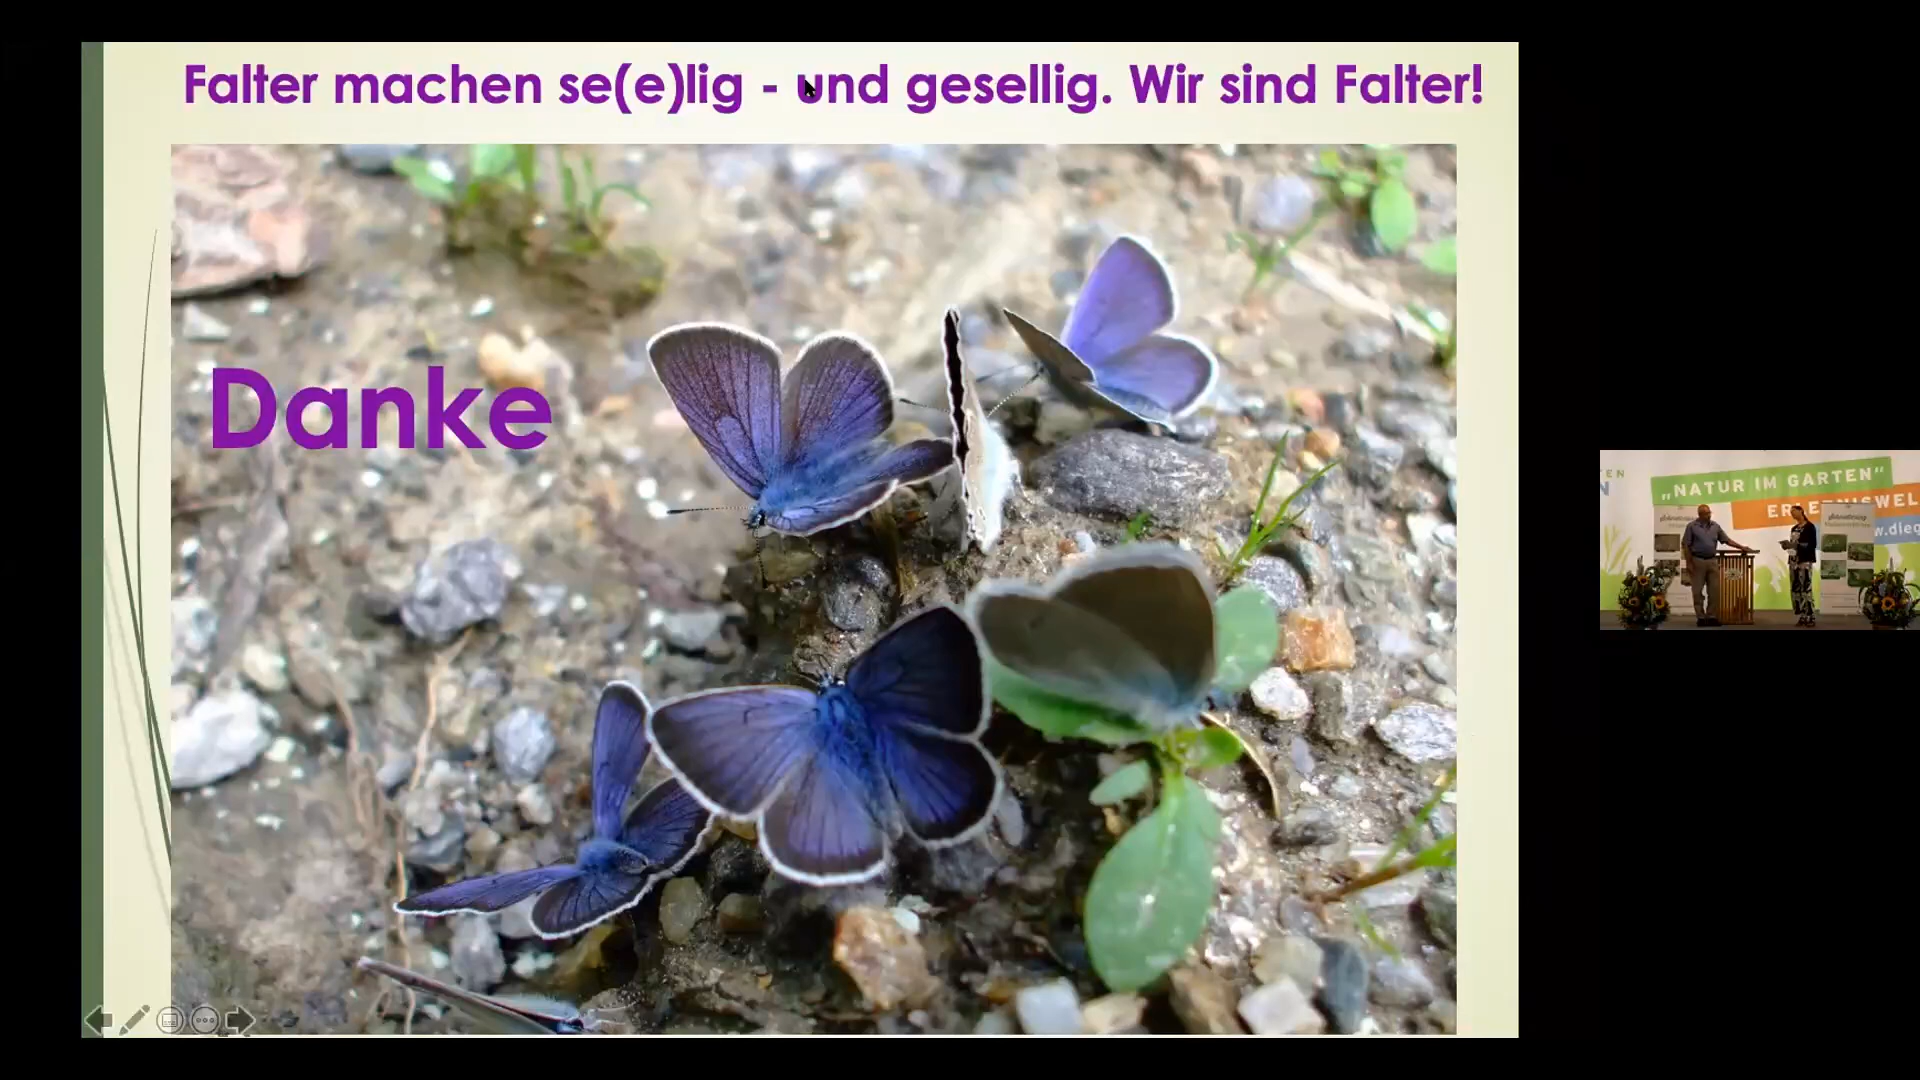 Falter machen se(e)lig - und gesellig. Wir sind Falter!
Danke
„NATUR IM GARTEN“